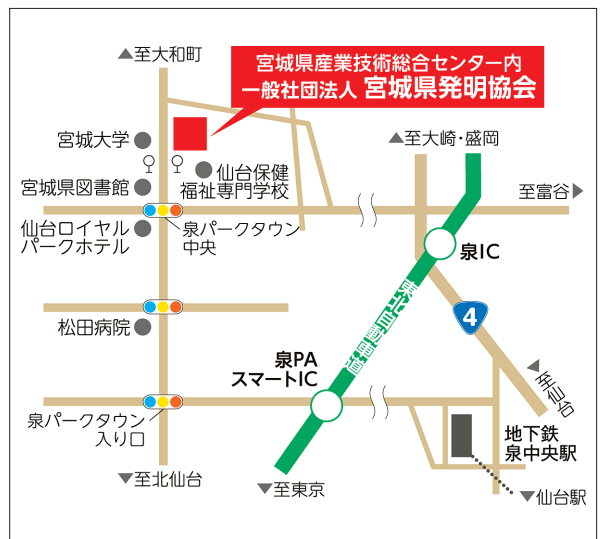 至大和町
宮城県産業技術総合センター内
一般社団法人 宮城県発明協会
宮城大学
至大崎・盛岡
仙台保健
福祉専門学校
宮城県図書館
至富谷
仙台ロイヤル
パークホテル
泉パークタウン
中央
泉IC
東北自動車道
4
松田病院
泉PA
スマートIC
至仙台
泉パークタウン
入り口
地下鉄
泉中央駅
至北仙台
至東京
仙台駅